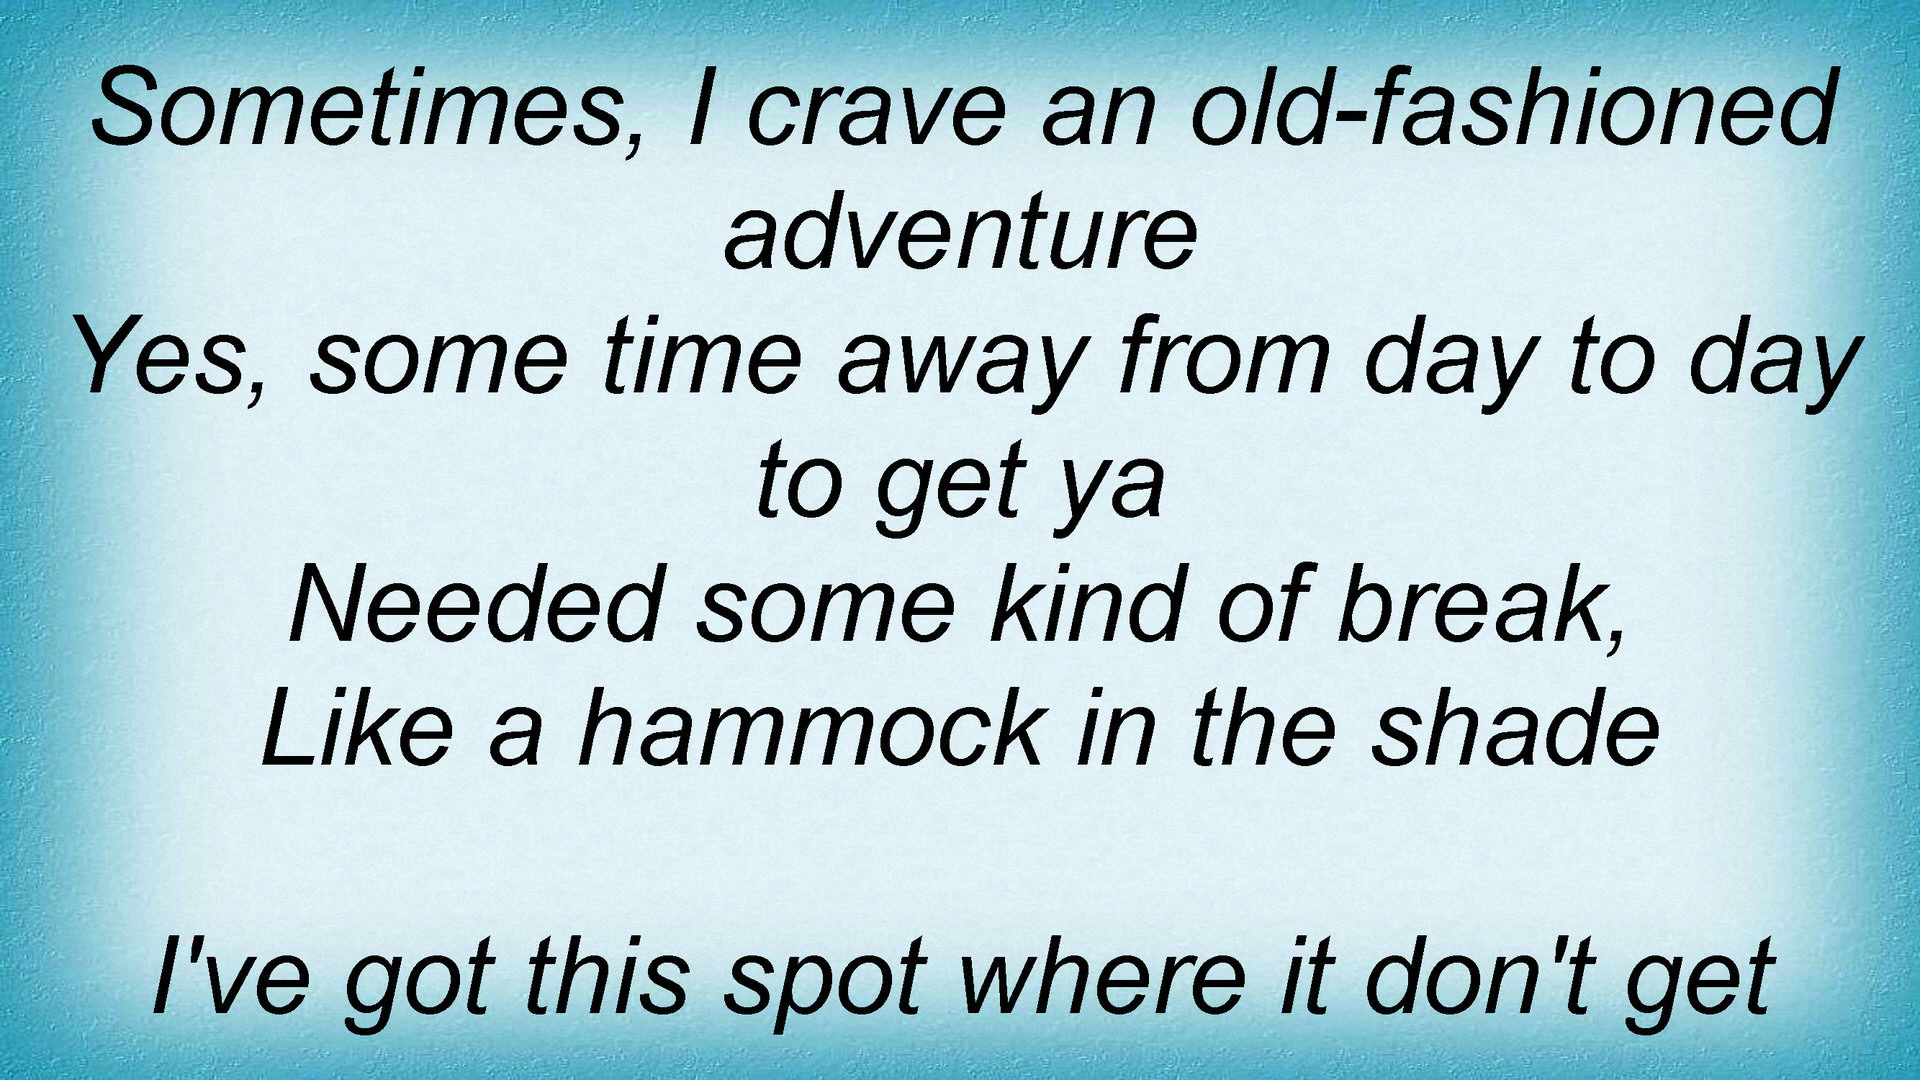 Sometimes, I crave an old-fashioned
adventure
Yes, some time away from day to day
to get ya
Needed some kind of break,
Like a hammock in the shade
I've got this spot where it don't get